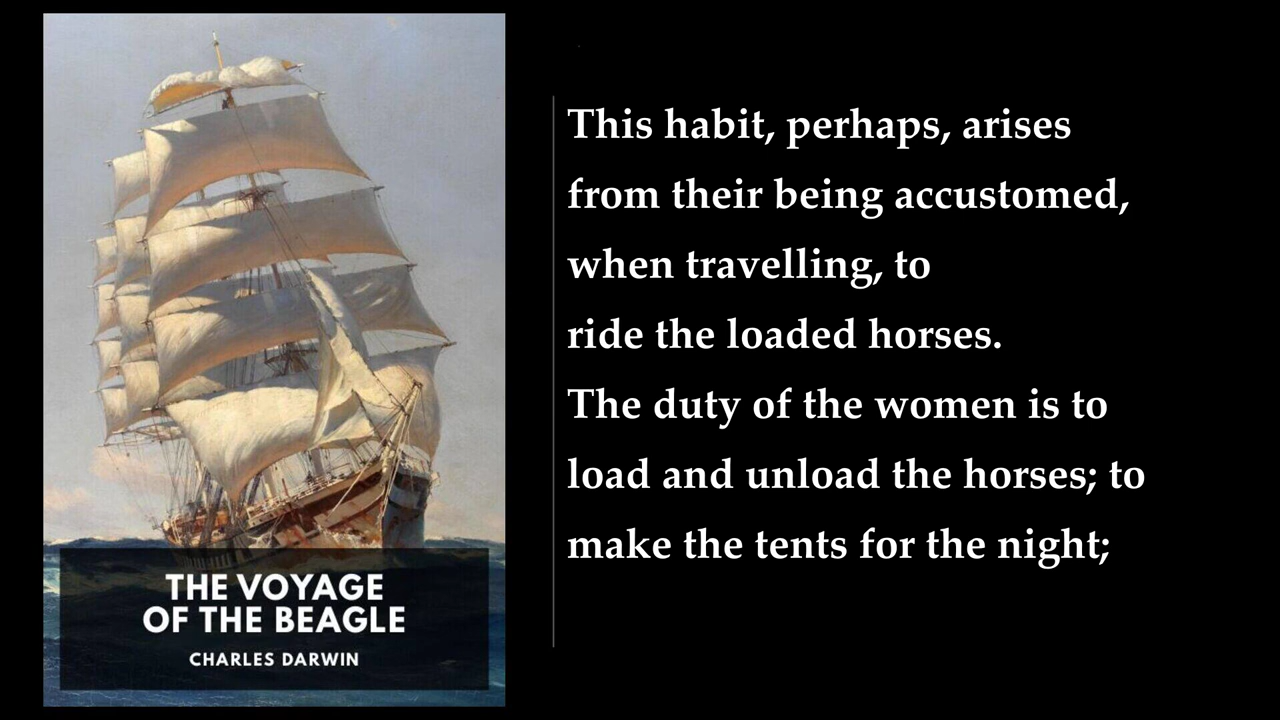 THE VOYAGE
OF THE BEAGLE
CHARLES DARWIN
This habit, perhaps, arises
from their being accustomed,
when travelling, to
ride the loaded horses.
The duty of the women is to
load and unload the horses; to
make the tents for the night;